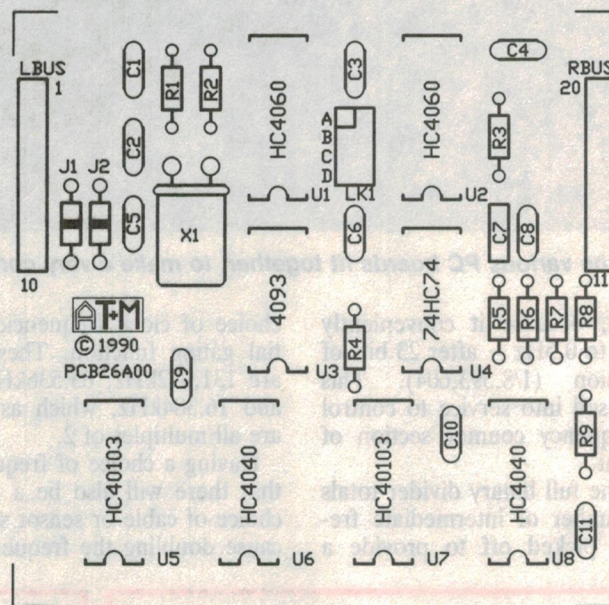 LBUS
1
C1
R1
R2
HC4060
C3
HC4060
C4
RBUS
20
A
B
C
D
C2
R3
J1 J2
U1
LK1
U2
C5
X1
C6
C7
C8
10
4093
74HC74
11
A T+M
©1990
PCB26A00
R4
R5
R6
R7
R8
C9
U3
U4
HC40103
HC4040
HC40103
C10
HC4040
R9
C11
U5
U6
U7
U8